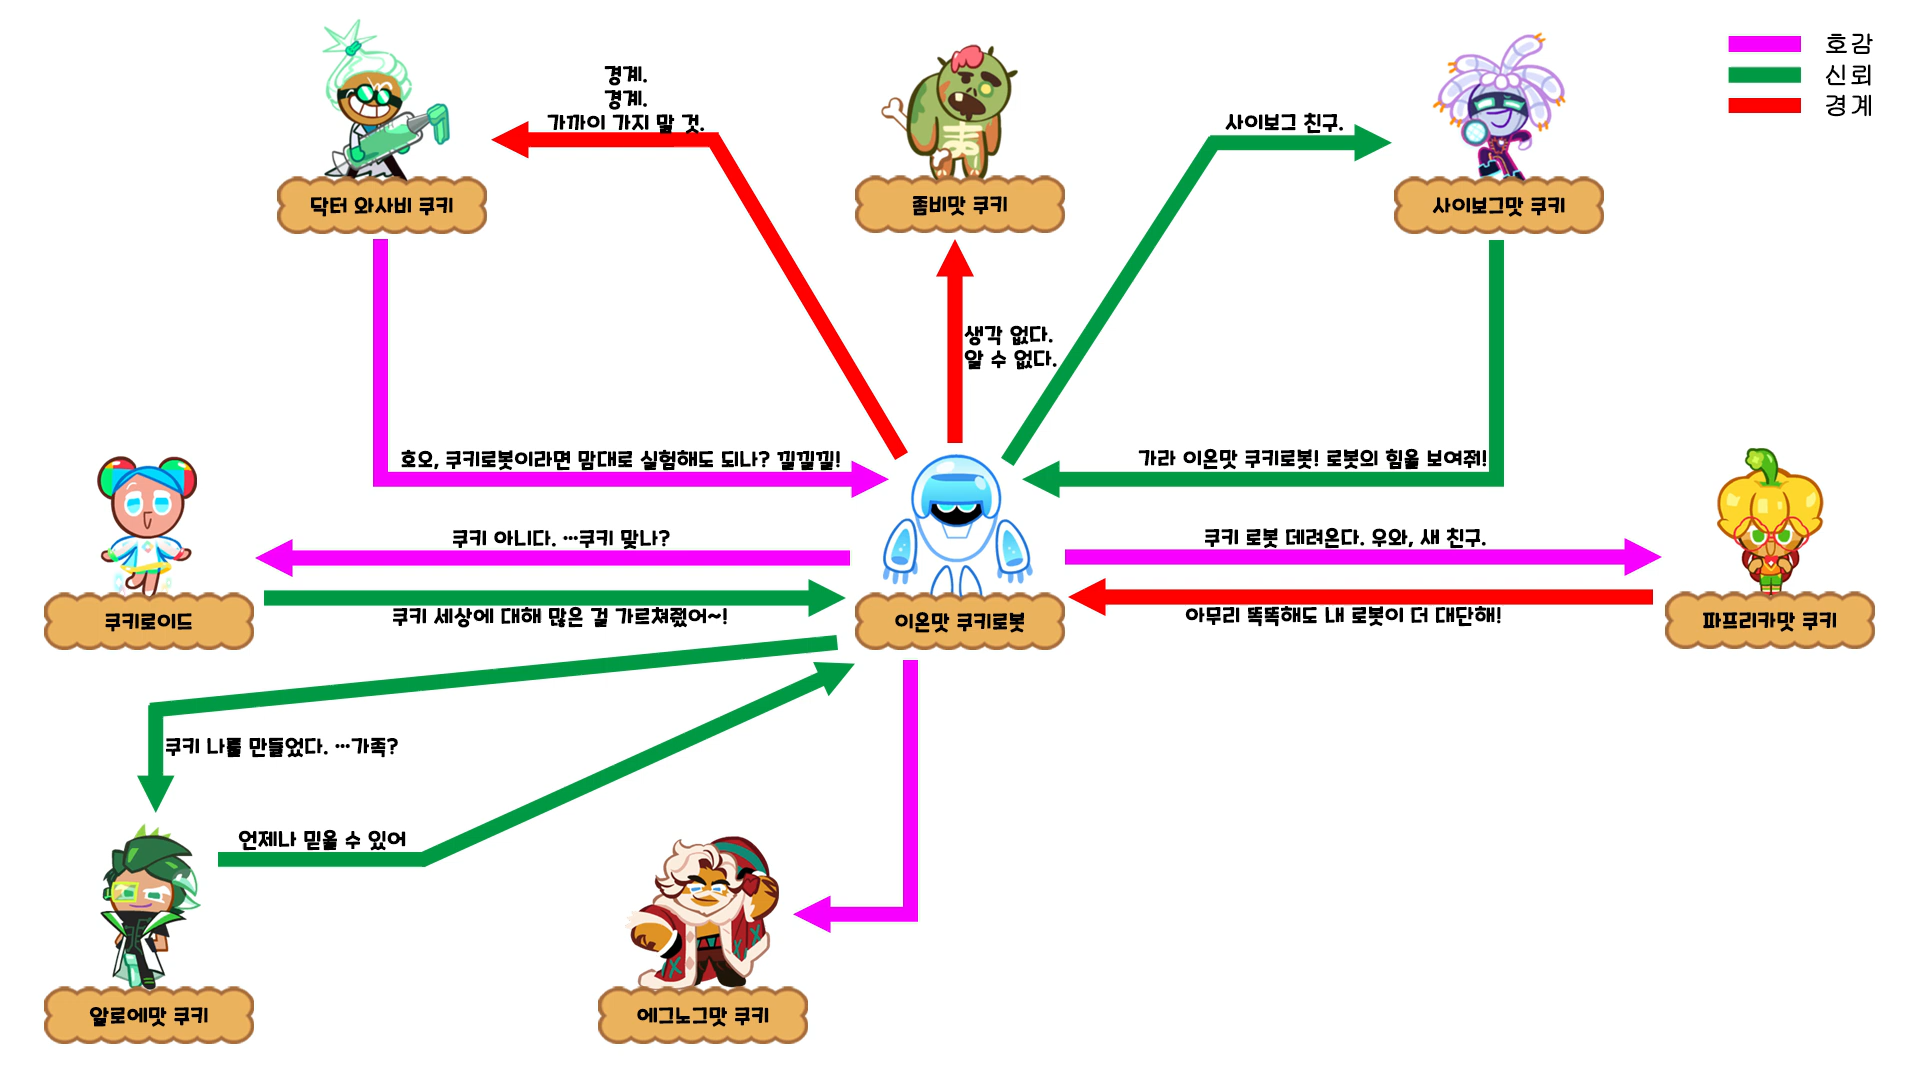 호감
신뢰
경계
경계.
경계.
가까이 가지 말 것.
사이보그 친구.
닥터 와사비 쿠키
좀비맛 쿠키
사이보그맛 쿠키
생각 없다.
알 수 없다.
호오, 쿠키로봇이라면 맘대로 실험해도 되나? 낄낄낄!
가라 이온맛 쿠키로봇! 로봇의 힘을 보여줘!
쿠키 아니다. …쿠키 맞나?
쿠키 로봇 데려온다. 우와, 새 친구.
쿠키 세상에 대해 많은 걸 가르쳐줬어~!
아무리 똑똑해도 내 로봇이 더 대단해!
쿠키로이드
이온맛 쿠키로봇
파프리카맛 쿠키
쿠키 나를 만들었다. …가족?
언제나 믿을 수 있어
알로에맛 쿠키
에그노그맛 쿠키